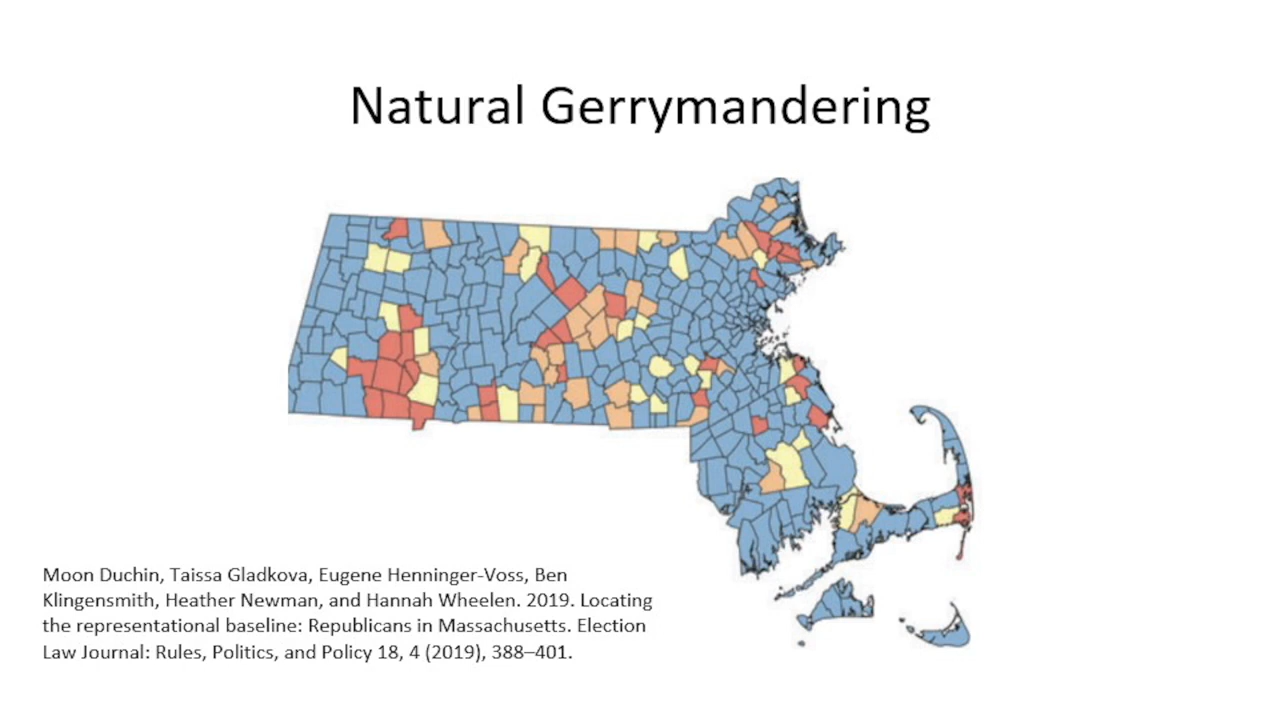 Natural Gerrymandering
Moon Duchin, Taissa Gladkova, Eugene Henninger-Voss, Ben
Klingensmith, Heather Newman, and Hannah Wheelen. 2019. Locating
the representational baseline: Republicans in Massachusetts. Election
Law Journal: Rules, Politics, and Policy 18, 4 (2019), 388–401.